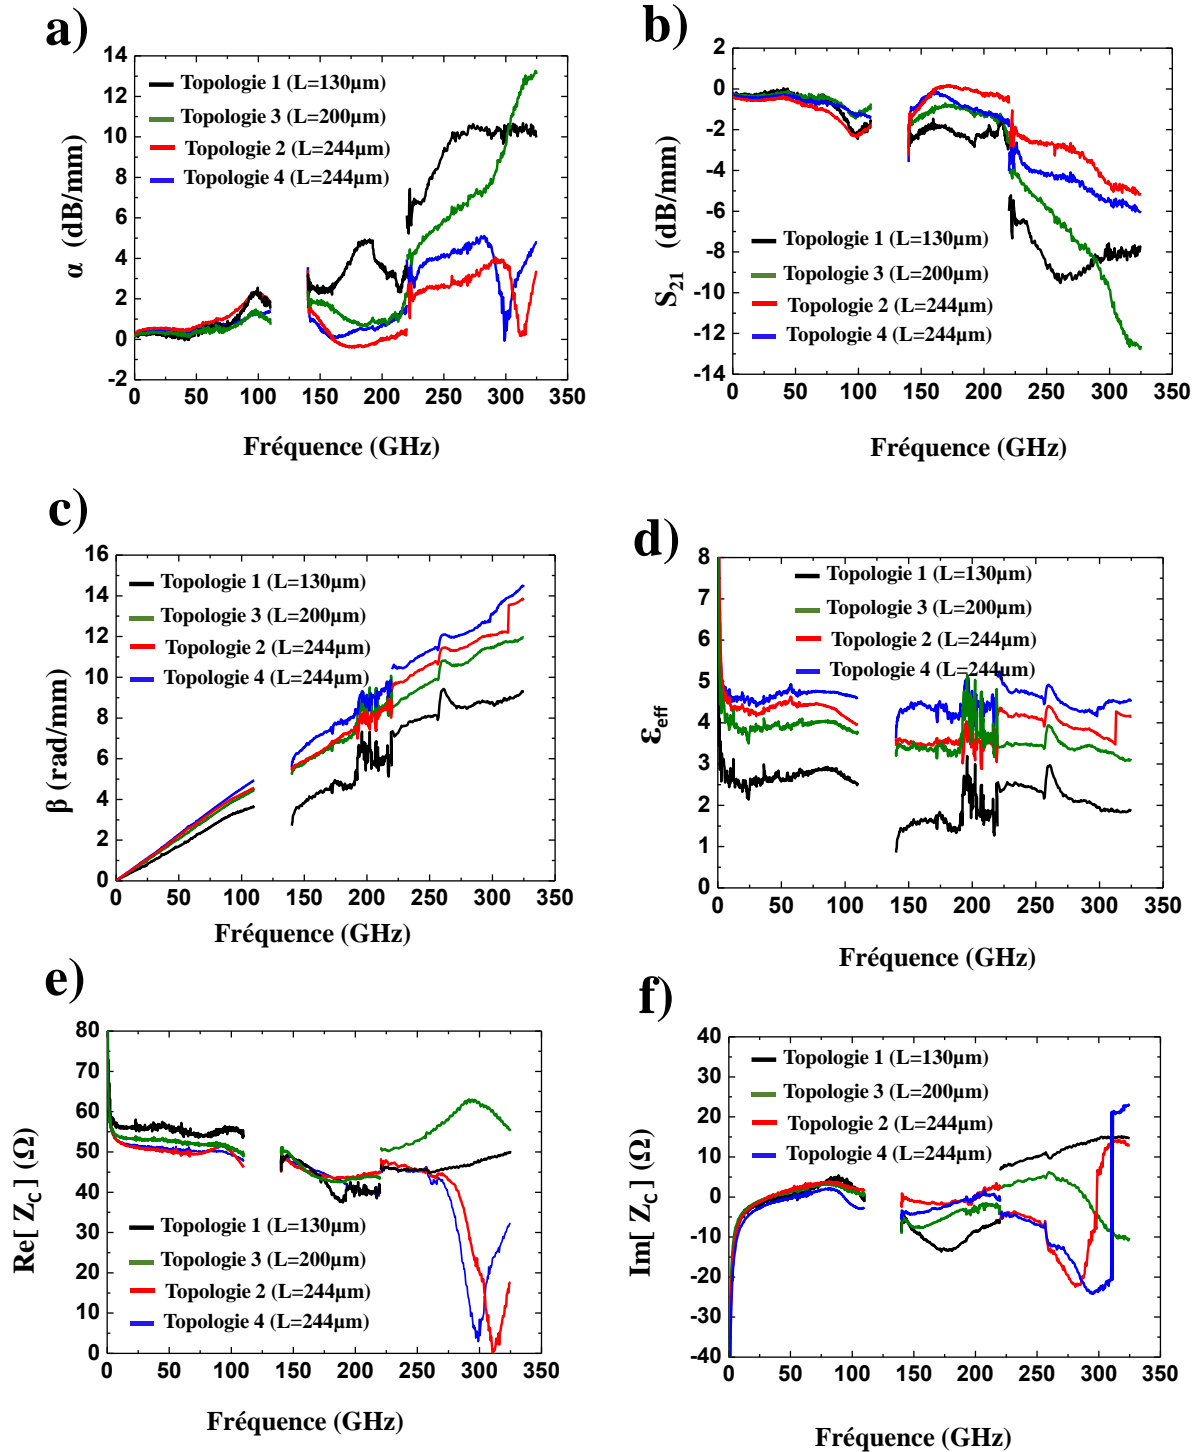 a)
14
12
10
8
6
4
2
0
-2
α (dB/mm)
Topologie 1 (L=130µm)
Topologie 3 (L=200µm)
Topologie 2 (L=244µm)
Topologie 4 (L=244µm)
0 50 100 150 200 250 300 350
Fréquence (GHz)
b)
2
0
-2
-4
-6
-8
-10
-12
-14
S21 (dB/mm)
Topologie 1 (L=130µm)
Topologie 3 (L=200µm)
Topologie 2 (L=244µm)
Topologie 4 (L=244µm)
0 50 100 150 200 250 300 350
Fréquence (GHz)
c)
16
14
12
10
8
6
4
2
0
β (rad/mm)
Topologie 1 (L=130µm)
Topologie 3 (L=200µm)
Topologie 2 (L=244µm)
Topologie 4 (L=244µm)
0 50 100 150 200 250 300 350
Fréquence (GHz)
d)
8
7
6
5
4
3
2
1
0
εeff
Topologie 1 (L=130µm)
Topologie 3 (L=200µm)
Topologie 2 (L=244µm)
Topologie 4 (L=244µm)
0 50 100 150 200 250 300 350
Fréquence (GHz)
e)
80
70
60
50
40
30
20
10
0
Re[ ZC] (Ω)
Topologie 1 (L=130µm)
Topologie 3 (L=200µm)
Topologie 2 (L=244µm)
Topologie 4 (L=244µm)
0 50 100 150 200 250 300 350
Fréquence (GHz)
f)
40
30
20
10
0
-10
-20
-30
-40
Im[ ZC] (Ω)
Topologie 1 (L=130µm)
Topologie 3 (L=200µm)
Topologie 2 (L=244µm)
Topologie 4 (L=244µm)
0 50 100 150 200 250 300 350
Fréquence (GHz)